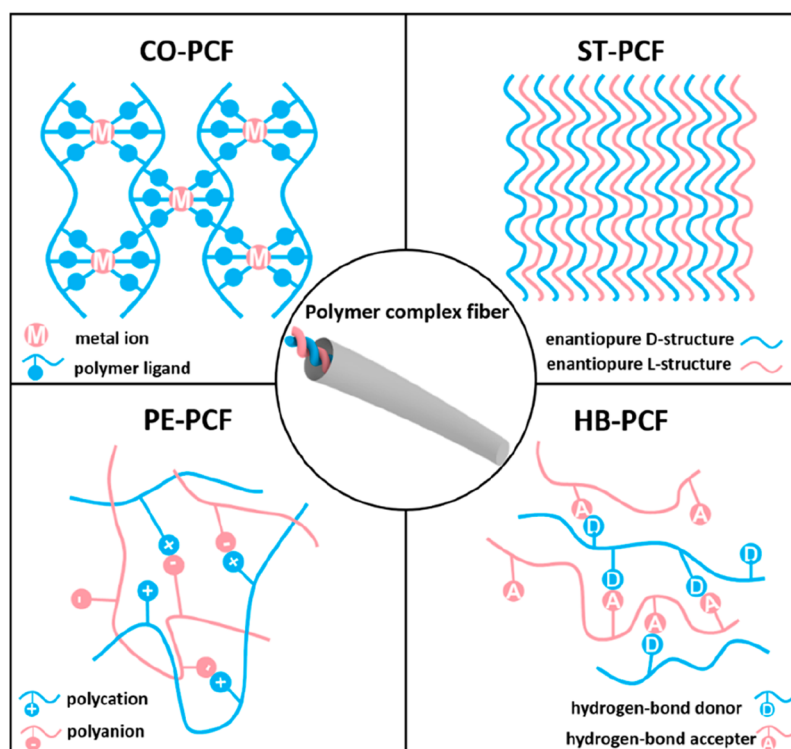 CO-PCF
M
M
M
M
M
M
metal ion
polymer ligand
ST-PCF
enantiopure D-structure
enantiopure L-structure
Polymer complex fiber
PE-PCF
+
-
-
+
+
-
-
+
+
polycation
-
polyanion
HB-PCF
A
A
D
D
A
D
D
A
A
A
D
hydrogen-bond donor
D
hydrogen-bond accepter
A